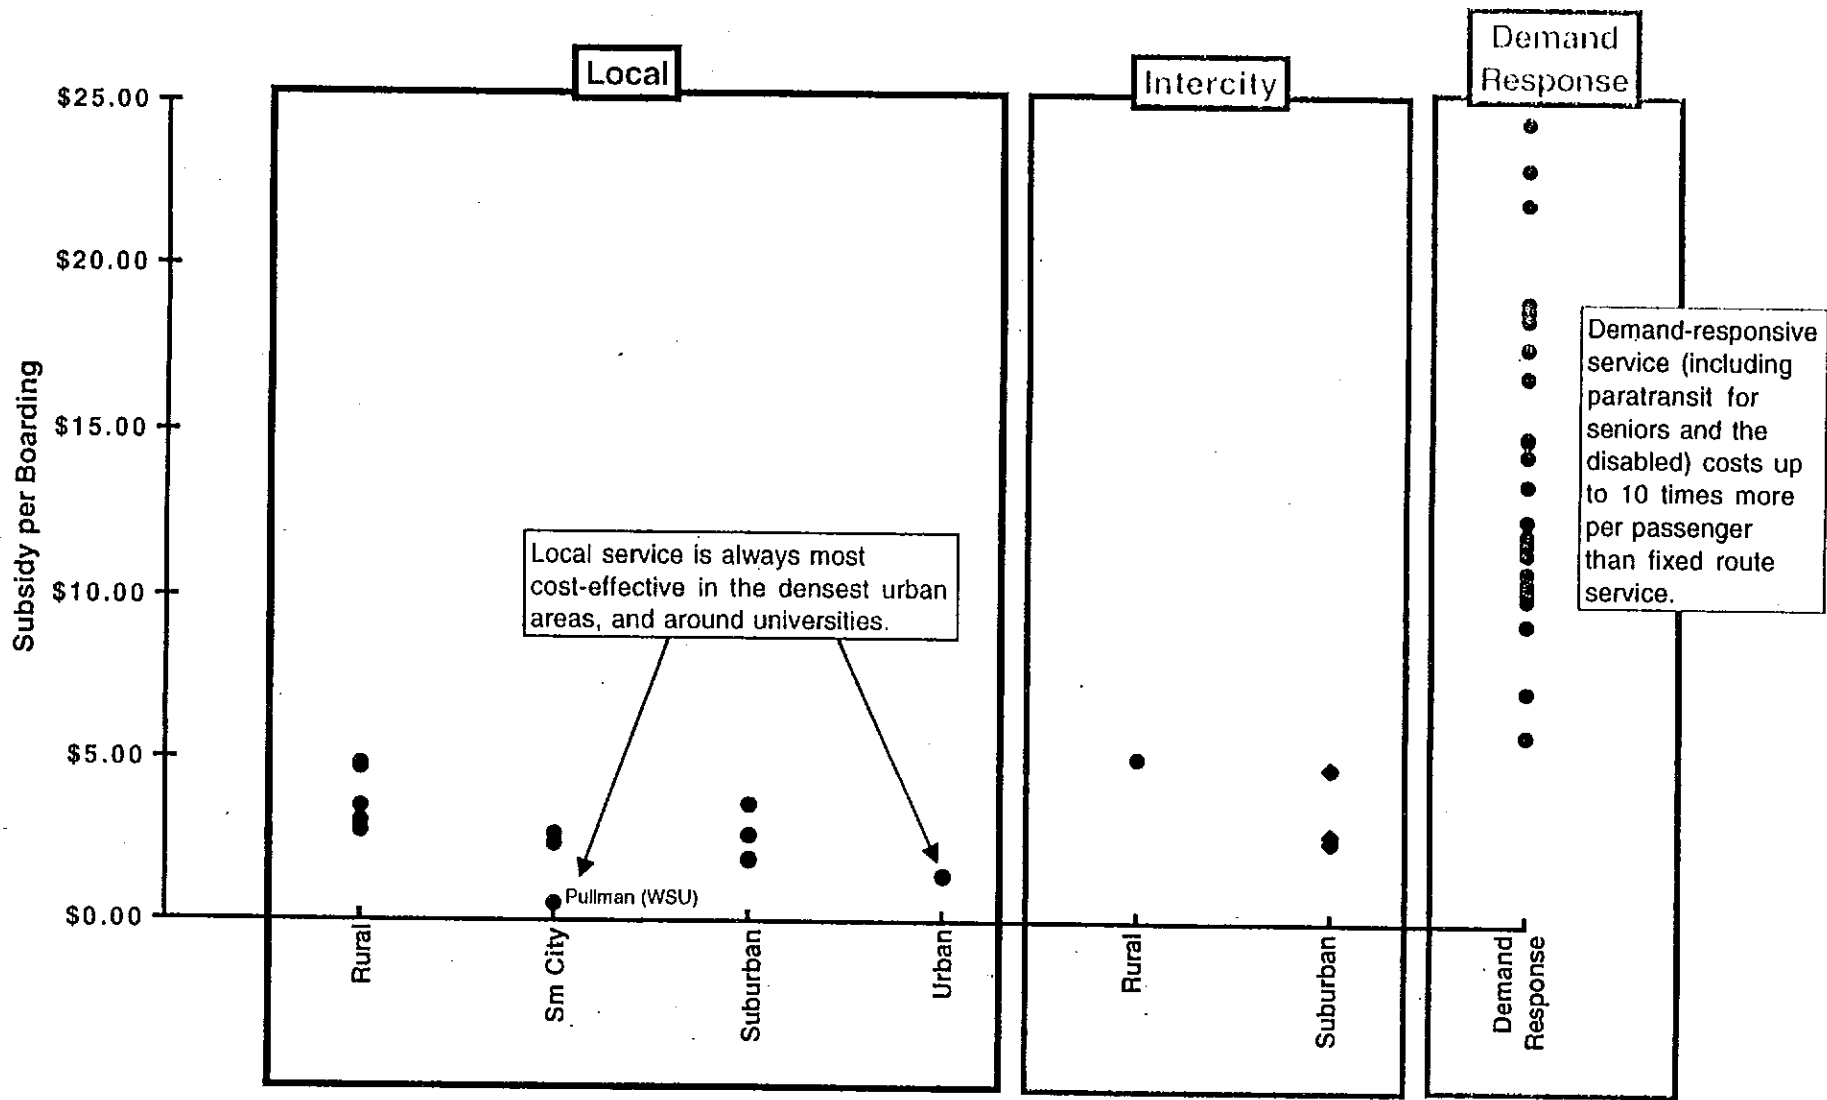 Local
Intercity
Demand
Response
Subsidy per Boarding
$25.00
$20.00
$15.00
$10.00
$5.00
$0.00
Local service is always most
cost-effective in the densest urban
areas, and around universities.
Pullman (WSU)
Demand-responsive
service (including
paratransit for
seniors and the
disabled) costs up
to 10 times more
per passenger
than fixed route
service.
Rural
Sm City
Suburban
Urban
Rural
Suburban
Demand
Response